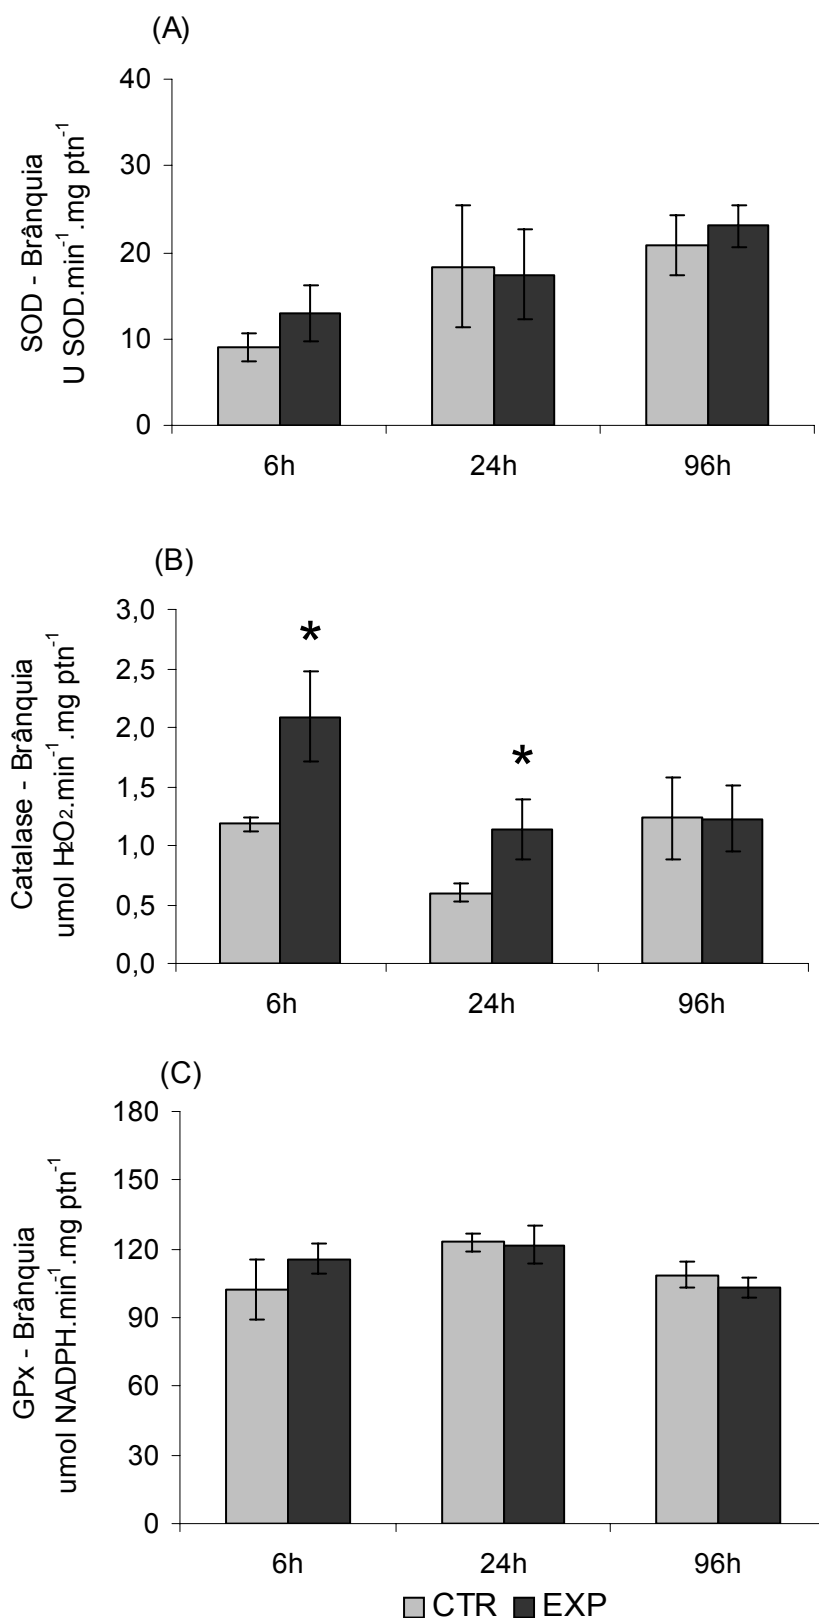 (A)
SOD - Brânquia
U SOD.min⁻¹.mg ptn⁻¹
40
30
20
10
0
6h 24h 96h
(B)
Catalase - Brânquia
umol H₂O₂.min⁻¹.mg ptn⁻¹
3,0
2,5
2,0
1,5
1,0
0,5
0,0
*
*
6h 24h 96h
(C)
GPx - Brânquia
umol NADPH.min⁻¹.mg ptn⁻¹
180
150
120
90
60
30
0
6h 24h 96h
CTR EXP